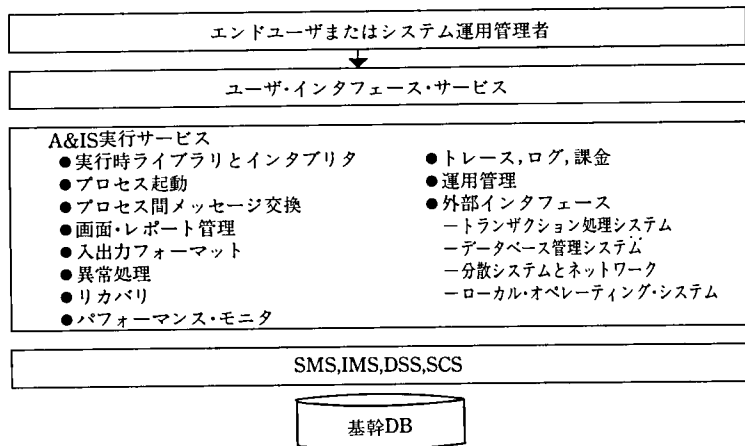 エンドユーザまたはシステム運用管理者
ユーザ・インタフェース・サービス
A&IS実行サービス
●実行時ライブラリとインタプリタ
●プロセス起動
●プロセス間メッセージ交換
●画面・レポート管理
●入出力フォーマット
●異常処理
●リカバリ
●パフォーマンス・モニタ
●トレース,ログ,課金
●運用管理
●外部インタフェース
―トランザクション処理システム
―データベース管理システム
―分散システムとネットワーク
―ローカル・オペレーティング・システム
SMS,IMS,DSS,SCS
基幹DB